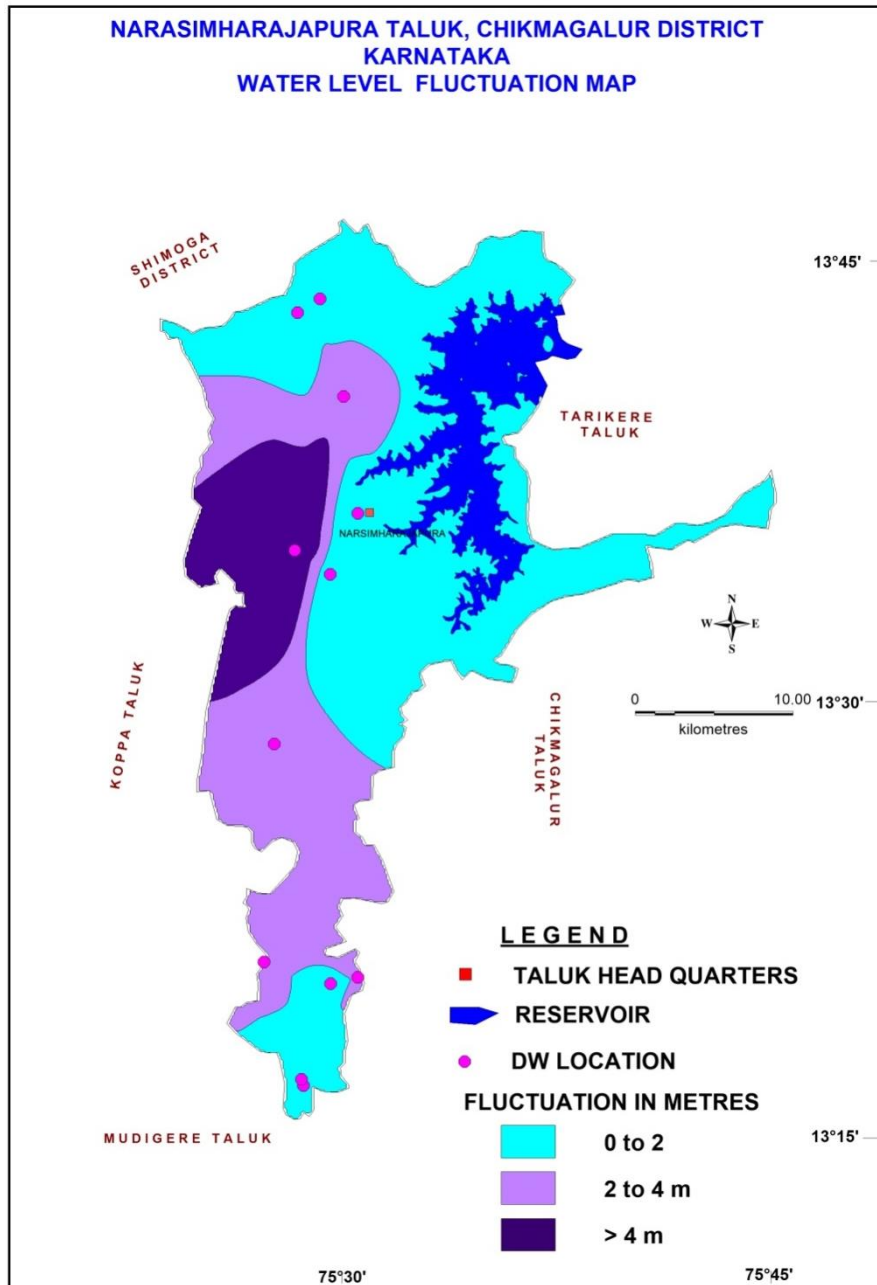 NARASIMHARAJAPURA TALUK, CHIKMAGALUR DISTRICT
KARNATAKA
WATER LEVEL FLUCTUATION MAP
SHIMOGA
DISTRICT
13°45'
TARIKERE
TALUK
N
W E
S
KOPPA TALUK
CHIKMAGALUR
TALUK
0 10.00
kilometres
13°30'
LEGEND
TALUK HEAD QUARTERS
RESERVOIR
DW LOCATION
FLUCTUATION IN METRES
MUDIGERE TALUK
13°15'
0 to 2
2 to 4 m
> 4 m
75°30'
75°45'